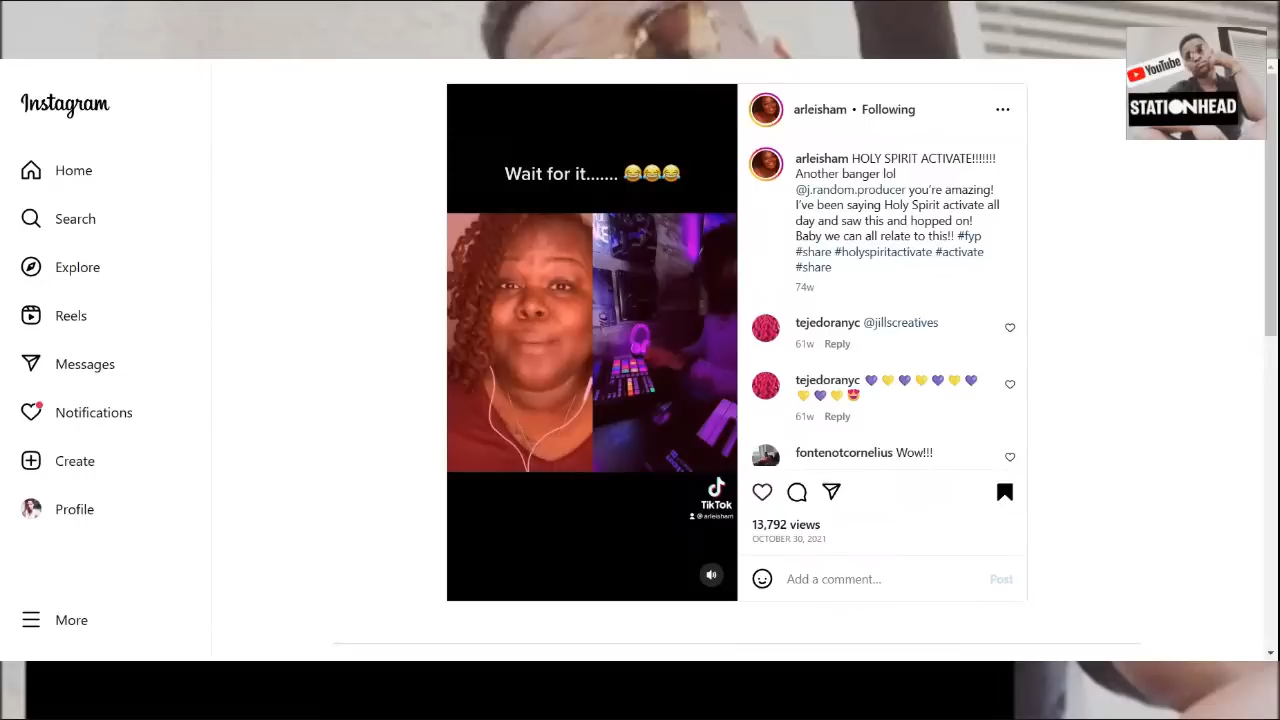 Instagram
Home
Search
Explore
Reels
Messages
Notifications
Create
Profile
More
Wait for it....... 😂😂😂
TikTok
@arleisham
arleisham • Following
arleisham HOLY SPIRIT ACTIVATE!!!!!!!
Another banger lol
@j.random.producer you’re amazing!
I’ve been saying Holy Spirit activate all
day and saw this and hopped on!
Baby we can all relate to this!! #fyp
#share #holyspiritactivate #activate
#share
74w
tejedoranyc @jillscreatives
61w Reply
tejedoranyc 💜💛💜💛💜💛💜
💛💜💛😍
61w Reply
fontenotcornelius Wow!!!
13,792 views
OCTOBER 30, 2021
Add a comment...
Post
YouTube
STATIONHEAD